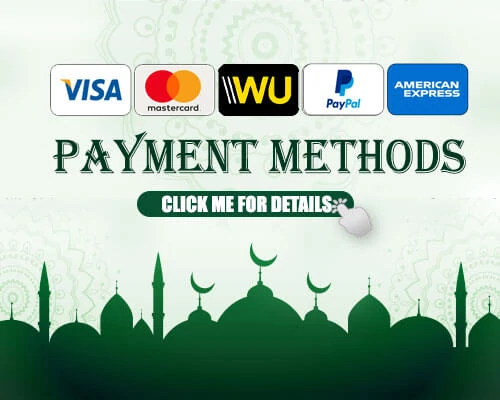 VISA mastercard WU PayPal AMERICAN EXPRESS
PAYMENT METHODS
CLICK ME FOR DETAILS